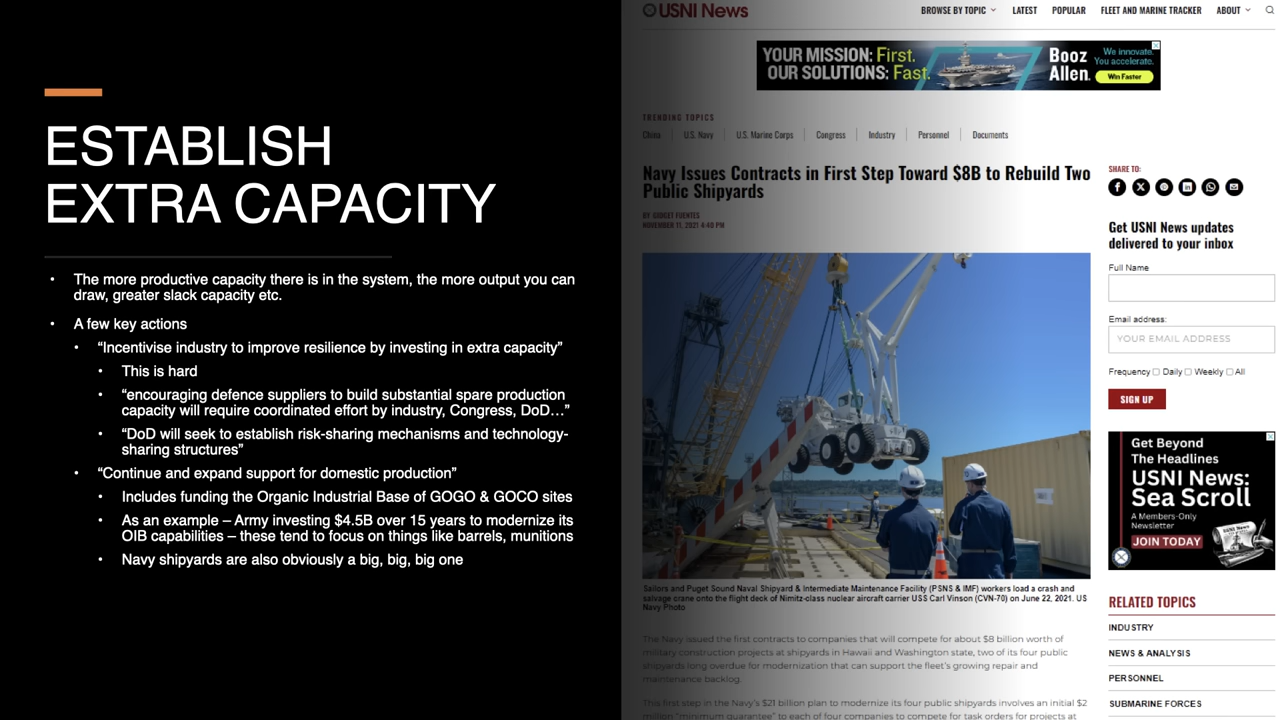 ESTABLISH
EXTRA CAPACITY
• The more productive capacity there is in the system, the more output you can
draw, greater slack capacity etc.
• A few key actions
• “Incentivise industry to improve resilience by investing in extra capacity”
• This is hard
• “encouraging defence suppliers to build substantial spare production
capacity will require coordinated effort by industry, Congress, DoD…”
• “DoD will seek to establish risk-sharing mechanisms and technology-
sharing structures”
• “Continue and expand support for domestic production”
• Includes funding the Organic Industrial Base of GOGO & GOCO sites
• As an example – Army investing $4.5B over 15 years to modernize its
OIB capabilities – these tend to focus on things like barrels, munitions
• Navy shipyards are also obviously a big, big, big one
USNI News
BROWSE BY TOPIC LATEST POPULAR FLEET AND MARINE TRACKER ABOUT
YOUR MISSION: First.
OUR SOLUTIONS: Fast.
Booz
Allen.
We innovate.
You accelerate.
Win Faster
TRENDING TOPICS
China U.S. Navy U.S. Marine Corps Congress Industry Personnel Documents
Navy Issues Contracts in First Step Toward $8B to Rebuild Two
Public Shipyards
BY GIDGET FUENTES
NOVEMBER 11, 2021 4:40 PM
Sailors and Puget Sound Naval Shipyard & Intermediate Maintenance Facility (PSNS & IMF) workers load a crash and
salvage crane onto the flight deck of Nimitz-class nuclear aircraft carrier USS Carl Vinson (CVN-70) on June 22, 2021. US
Navy Photo
The Navy issued the first contracts to companies that will compete for about $8 billion worth of
military construction projects at shipyards in Hawaii and Washington state, two of its four public
shipyards long overdue for modernization that can support the fleet's growing repair and
maintenance backlog.
This first step in the Navy's $21 billion plan to modernize its four public shipyards involves an initial $2
million "minimum guarantee" to each of four companies to compete for task orders for projects at
SHARE TO:
Get USNI News updates
delivered to your inbox
Full Name
Email address:
YOUR EMAIL ADDRESS
Frequency Daily Weekly All
SIGN UP
Get Beyond
The Headlines
USNI News:
Sea Scroll
A Members-Only
Newsletter
JOIN TODAY
USNI News
RELATED TOPICS
INDUSTRY
NEWS & ANALYSIS
PERSONNEL
SUBMARINE FORCES